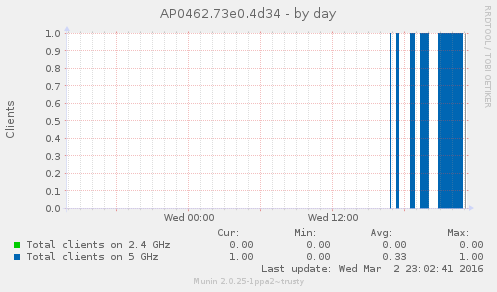 AP0462.73e0.4d34 - by day
RRDTOOL / TOBI OETIKER
Clients
1.0
0.9
0.8
0.7
0.6
0.5
0.4
0.3
0.2
0.1
0.0
Wed 00:00 Wed 12:00
Cur: Min: Avg: Max:
Total clients on 2.4 GHz 0.00 0.00 0.00 0.00
Total clients on 5 GHz 1.00 0.00 0.33 1.00
Last update: Wed Mar 2 23:02:41 2016
Munin 2.0.25-1ppa2~trusty